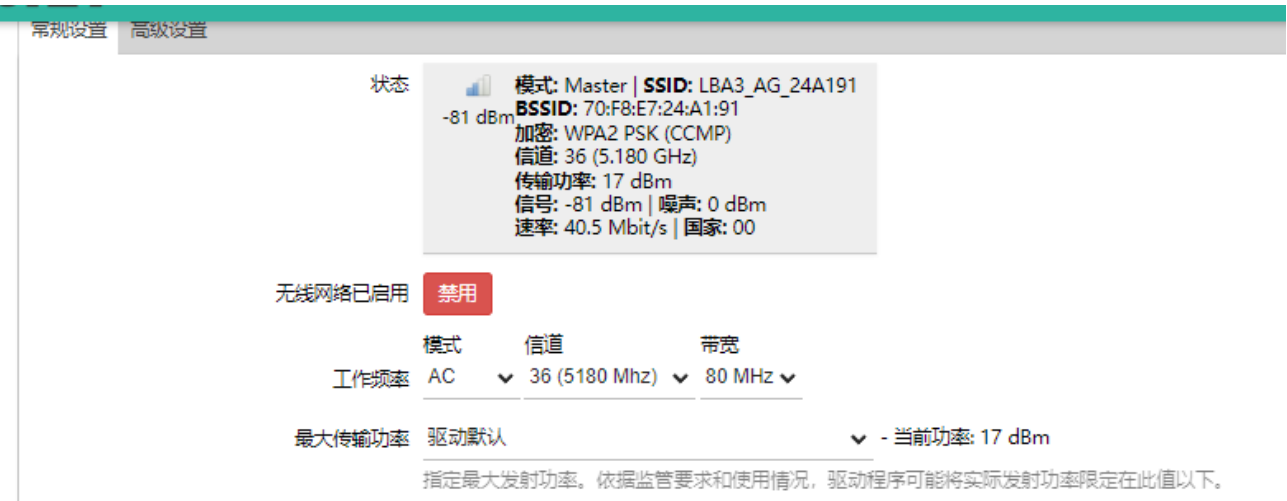 常规设置 高级设置
状态
-81 dBm
模式: Master | SSID: LBA3_AG_24A191
BSSID: 70:F8:E7:24:A1:91
加密: WPA2 PSK (CCMP)
信道: 36 (5.180 GHz)
传输功率: 17 dBm
信号: -81 dBm | 噪声: 0 dBm
速率: 40.5 Mbit/s | 国家: 00
无线网络已启用 禁用
模式 信道 带宽
工作频率 AC 36 (5180 Mhz) 80 MHz
最大传输功率 驱动默认 - 当前功率: 17 dBm
指定最大发射功率。依据监管要求和使用情况，驱动程序可能将实际发射功率限定在此值以下。